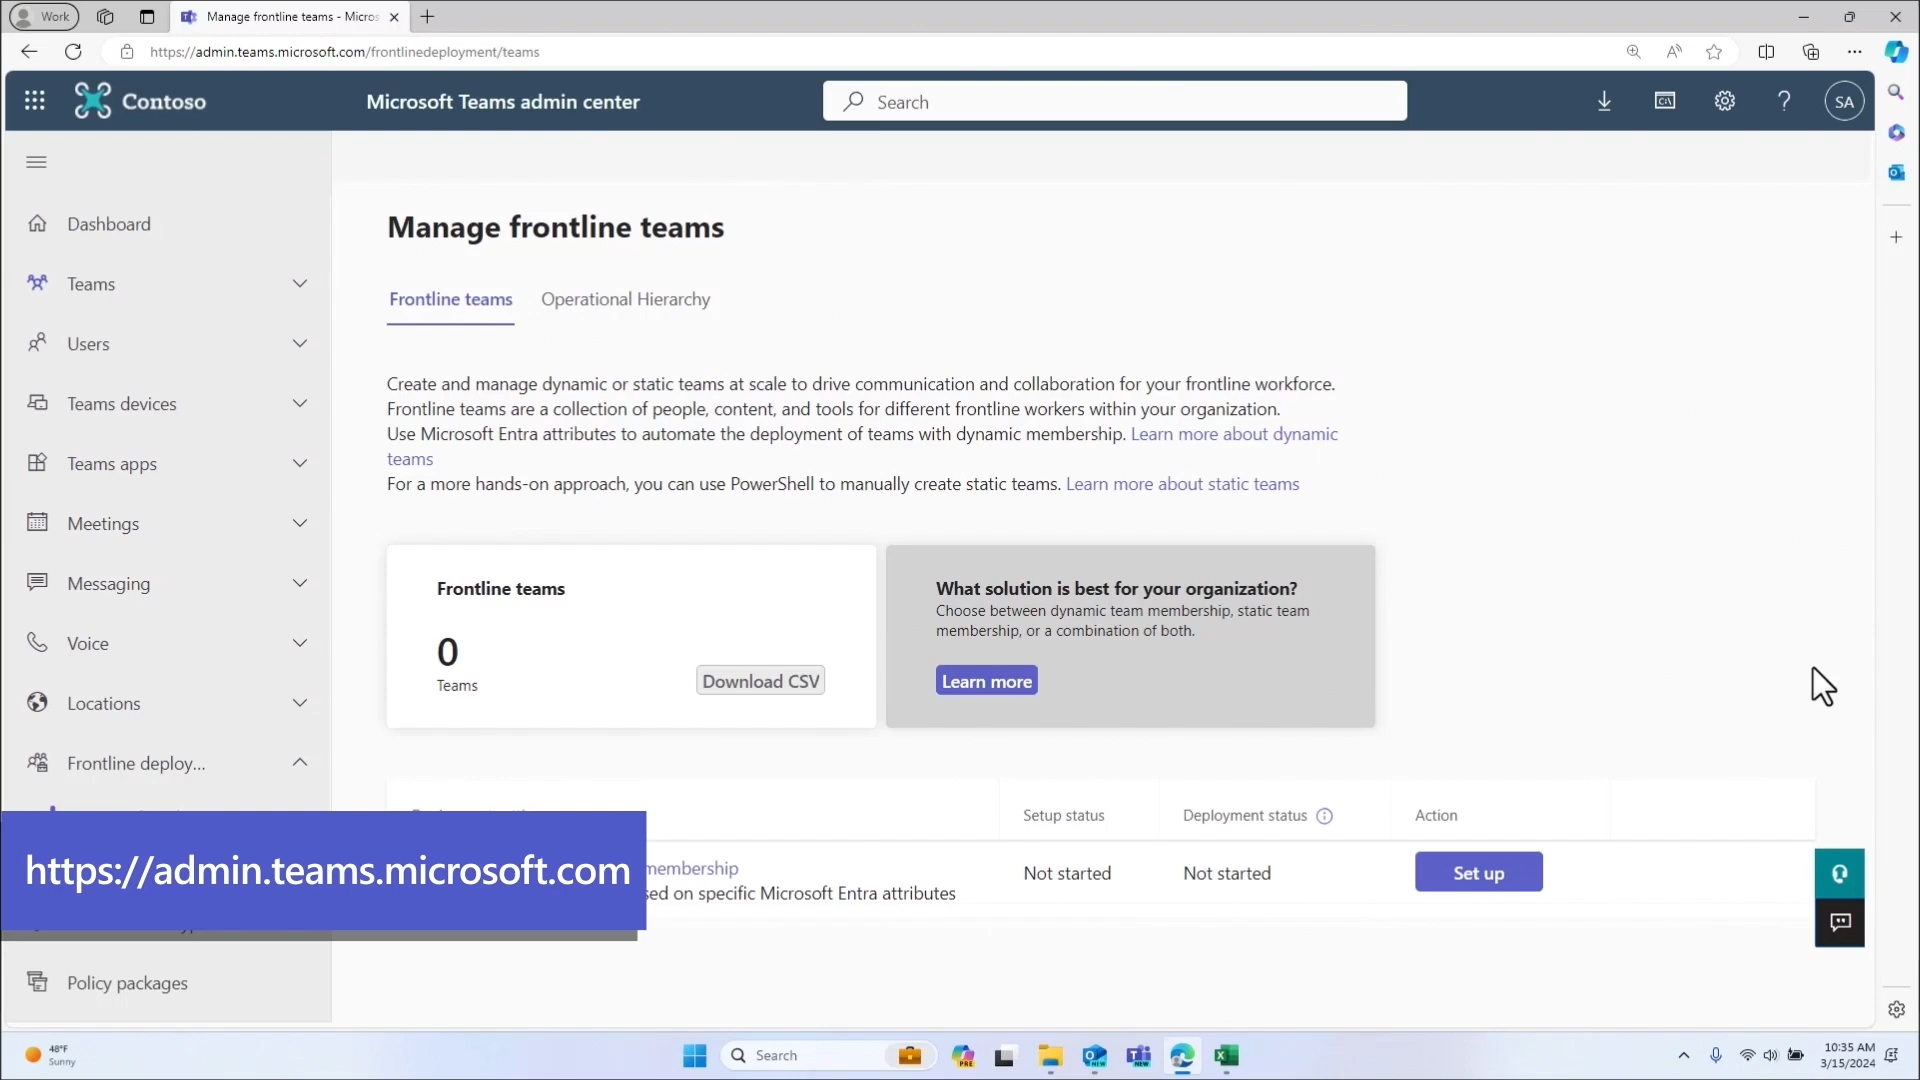 Work
Manage frontline teams - Micros
https://admin.teams.microsoft.com/frontlinedeployment/teams
Contoso
Microsoft Teams admin center
Search
SA
Dashboard
Teams
Users
Teams devices
Teams apps
Meetings
Messaging
Voice
Locations
Frontline deploy...
Policy packages
Manage frontline teams
Frontline teams
Operational Hierarchy
Create and manage dynamic or static teams at scale to drive communication and collaboration for your frontline workforce.
Frontline teams are a collection of people, content, and tools for different frontline workers within your organization.
Use Microsoft Entra attributes to automate the deployment of teams with dynamic membership. Learn more about dynamic
teams
For a more hands-on approach, you can use PowerShell to manually create static teams. Learn more about static teams
Frontline teams
0
Teams
Download CSV
What solution is best for your organization?
Choose between dynamic team membership, static team
membership, or a combination of both.
Learn more
Setup status
Deployment status
Action
membership
on specific Microsoft Entra attributes
Not started
Not started
Set up
https://admin.teams.microsoft.com
48°F
Sunny
Search
PRE
NEW
NEW
10:35 AM
3/15/2024